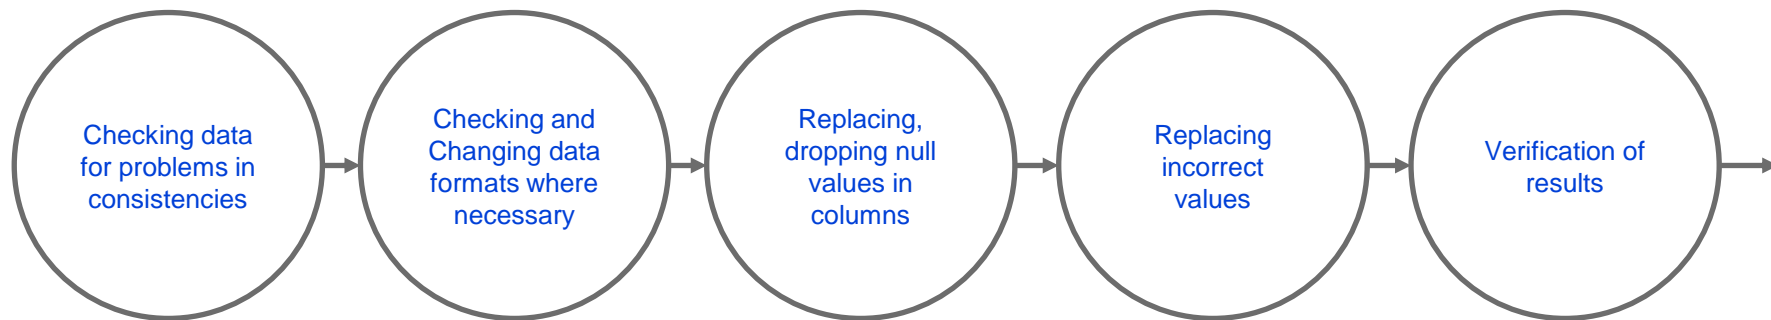 Checking data
for problems in
consistencies
Checking and
Changing data
formats where
necessary
Replacing,
dropping null
values in
columns
Replacing
incorrect
values
Verification of
results